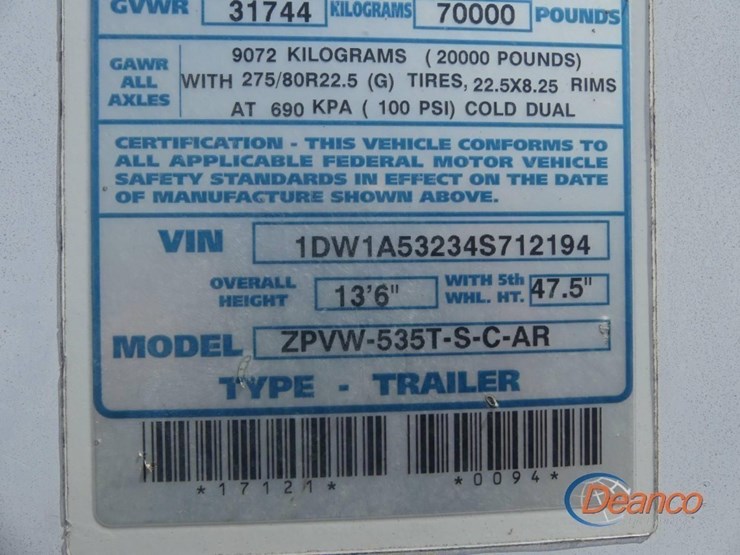 GVWR 31744 KILOGRAMS 70000 POUNDS
GAWR ALL AXLES
9072 KILOGRAMS ( 20000 POUNDS)
WITH 275/80R22.5 (G) TIRES, 22.5X8.25 RIMS
AT 690 KPA ( 100 PSI) COLD DUAL
CERTIFICATION - THIS VEHICLE CONFORMS TO
ALL APPLICABLE FEDERAL MOTOR VEHICLE
SAFETY STANDARDS IN EFFECT ON THE DATE
OF MANUFACTURE SHOWN ABOVE.
VIN 1DW1A53234S712194
OVERALL HEIGHT 13'6" WITH 5th WHL. HT. 47.5"
MODEL ZPVW-535T-S-C-AR
TYPE - TRAILER
*17121* *0094*
Deanco